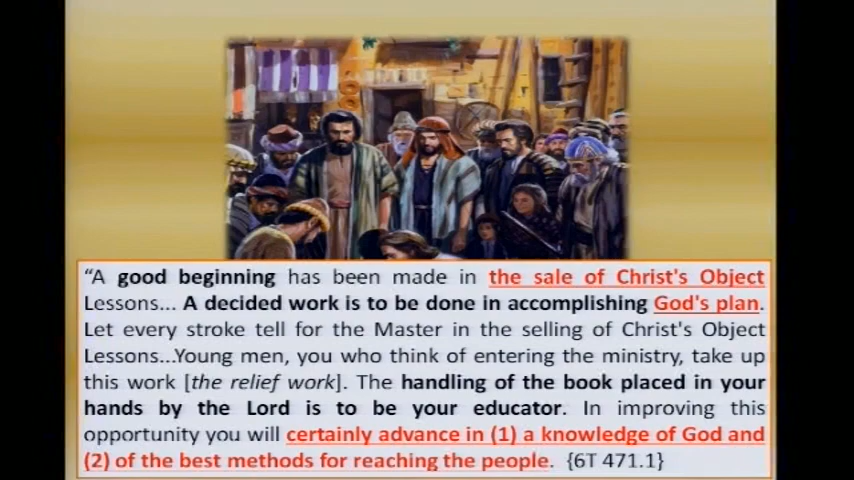 “A good beginning has been made in the sale of Christ's Object
Lessons... A decided work is to be done in accomplishing God's plan.
Let every stroke tell for the Master in the selling of Christ's Object
Lessons...Young men, you who think of entering the ministry, take up
this work [the relief work]. The handling of the book placed in your
hands by the Lord is to be your educator. In improving this
opportunity you will certainly advance in (1) a knowledge of God and
(2) of the best methods for reaching the people. {6T 471.1}